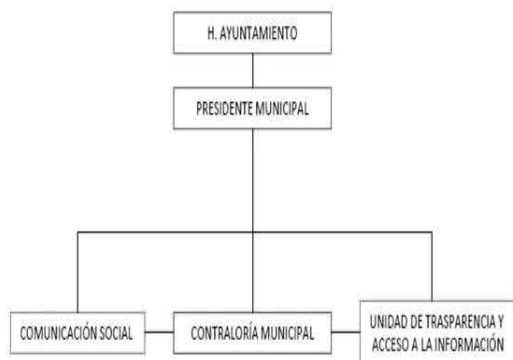 H. AYUNTAMIENTO
PRESIDENTE MUNICIPAL
COMUNICACIÓN SOCIAL
CONTRALORÍA MUNICIPAL
UNIDAD DE TRASPARENCIA Y
ACCESO A LA INFORMACIÓN